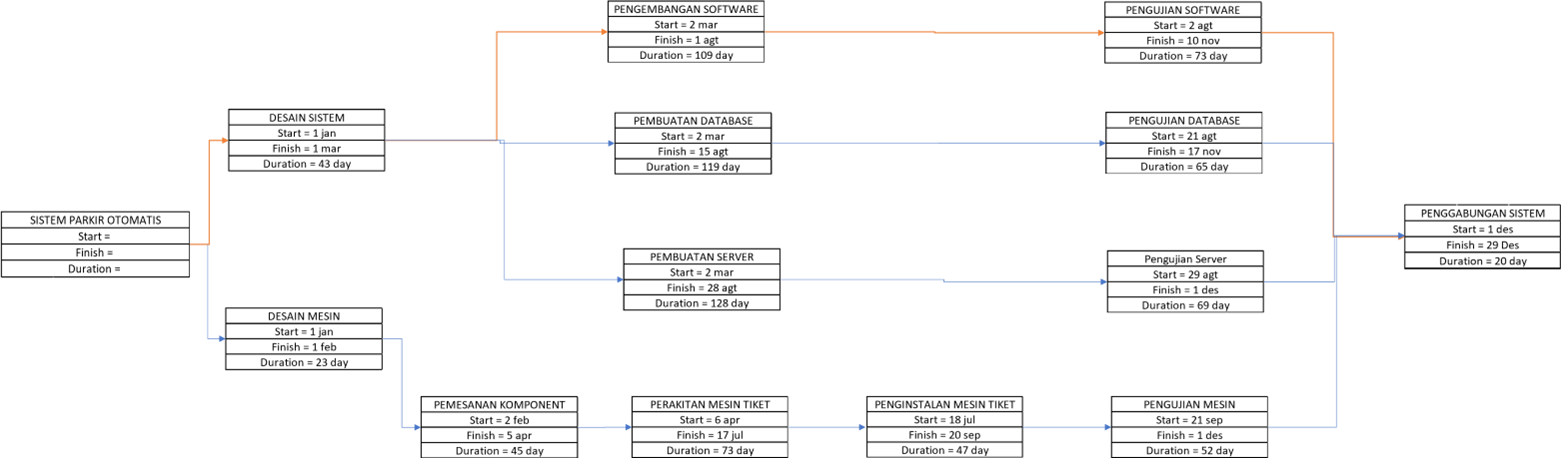 PENGEMBANGAN SOFTWARE
Start = 2 mar
Finish = 1 agt
Duration = 109 day
PENGUJIAN SOFTWARE
Start = 2 agt
Finish = 10 nov
Duration = 73 day
DESAIN SISTEM
Start = 1 jan
Finish = 1 mar
Duration = 43 day
PEMBUATAN DATABASE
Start = 2 mar
Finish = 15 agt
Duration = 119 day
PENGUJIAN DATABASE
Start = 21 agt
Finish = 17 nov
Duration = 65 day
SISTEM PARKIR OTOMATIS
Start =
Finish =
Duration =
PENGGABUNGAN SISTEM
Start = 1 des
Finish = 29 Des
Duration = 20 day
PEMBUATAN SERVER
Start = 2 mar
Finish = 28 agt
Duration = 128 day
Pengujian Server
Start = 29 agt
Finish = 1 des
Duration = 69 day
DESAIN MESIN
Start = 1 jan
Finish = 1 feb
Duration = 23 day
PEMESANAN KOMPONENT
Start = 2 feb
Finish = 5 apr
Duration = 45 day
PERAKITAN MESIN TIKET
Start = 6 apr
Finish = 17 jul
Duration = 73 day
PENGINSTALAN MESIN TIKET
Start = 18 jul
Finish = 20 sep
Duration = 47 day
PENGUJIAN MESIN
Start = 21 sep
Finish = 1 des
Duration = 52 day